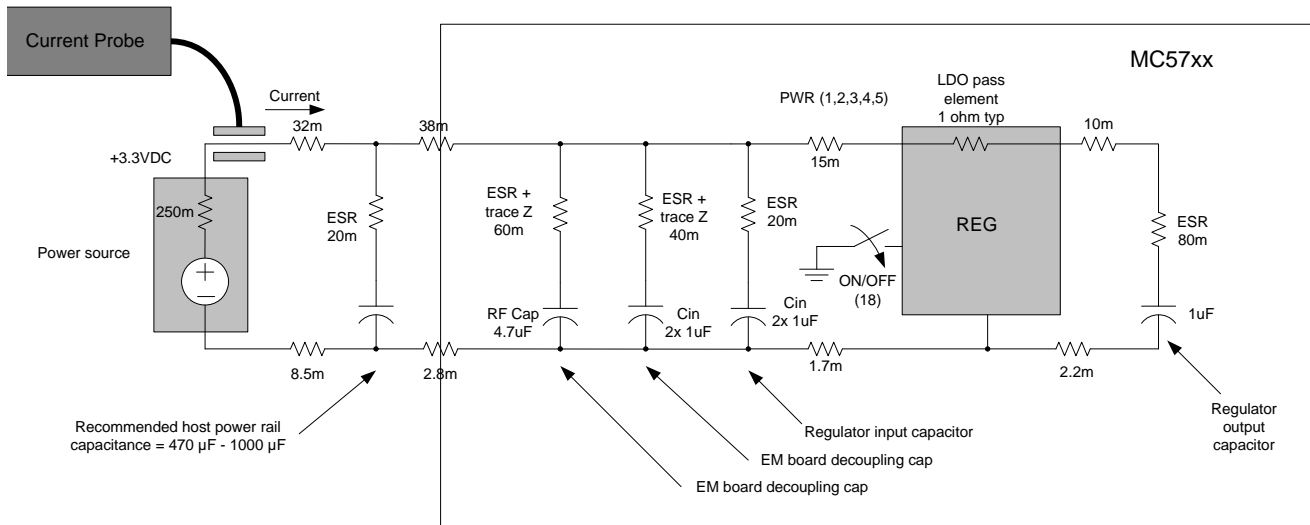 Current Probe
MC57xx
Current
32m
38m
PWR (1,2,3,4,5)
LDO pass
element
1 ohm typ
10m
+3.3VDC
15m
250m
ESR
20m
ESR +
trace Z
60m
ESR +
trace Z
40m
ESR
20m
REG
ESR
80m
Power source
+
–
ON/OFF
(18)
RF Cap
4.7uF
Cin
2x 1uF
Cin
2x 1uF
1uF
8.5m
2.8m
1.7m
2.2m
Recommended host power rail
capacitance = 470 µF - 1000 µF
Regulator input capacitor
Regulator
output
capacitor
EM board decoupling cap
EM board decoupling cap